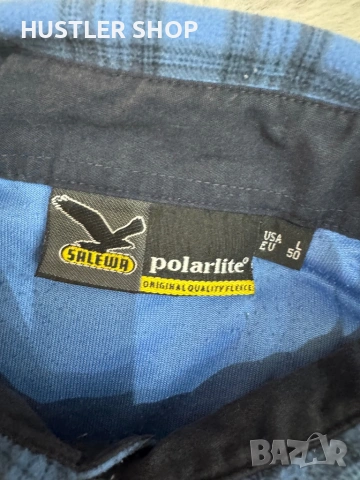 HUSTLER SHOP
SALEWA
polarlite®
ORIGINAL QUALITY FLEECE
USA L
EU 50
BAZAR